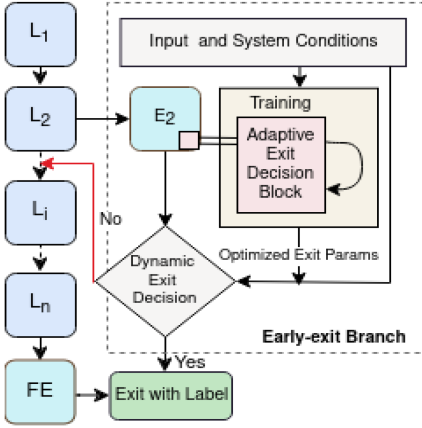 L1
Input and System Conditions
L2
E2
Training
Adaptive
Exit
Decision
Block
Li
No
Optimized Exit Params
Dynamic
Exit
Decision
Ln
Early-exit Branch
Yes
FE
Exit with Label